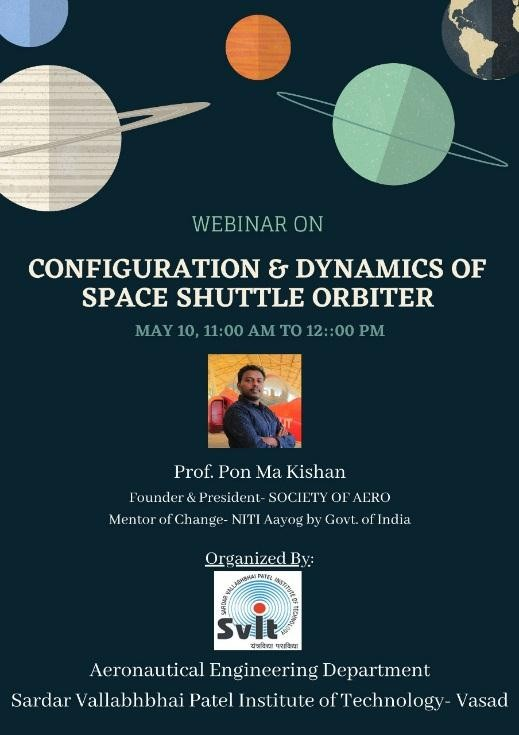 WEBINAR ON
CONFIGURATION & DYNAMICS OF
SPACE SHUTTLE ORBITER
MAY 10, 11:00 AM TO 12::00 PM
Prof. Pon Ma Kishan
Founder & President- SOCIETY OF AERO
Mentor of Change- NITI Aayog by Govt. of India
Organized By:
SARDAR VALLABHBHAI PATEL INSTITUTE OF TECHNOLOGY
SvIt
Aeronautical Engineering Department
Sardar Vallabhbhai Patel Institute of Technology- Vasad